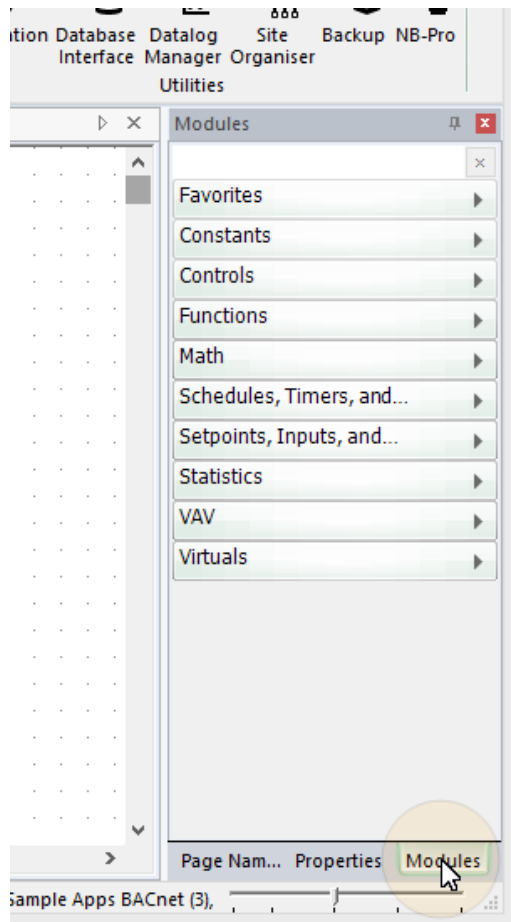 tion Database Datalog Site Backup NB-Pro
Interface Manager Organiser
Utilities
Modules
Favorites
Constants
Controls
Functions
Math
Schedules, Timers, and...
Setpoints, Inputs, and...
Statistics
VAV
Virtuals
Page Nam... Properties Modules
Sample Apps BACnet (3),